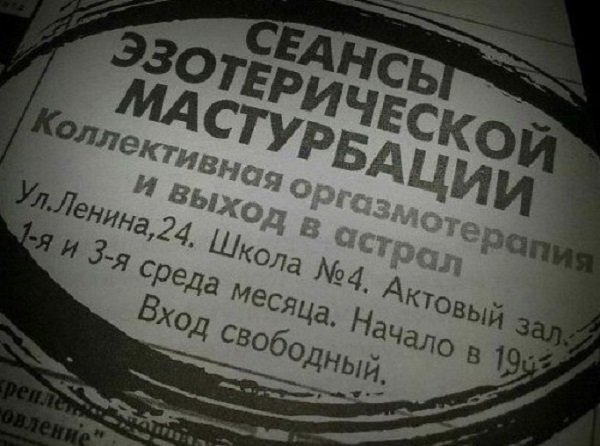 СЕАНСЫ
ЭЗОТЕРИЧЕСКОЙ
МАСТУРБАЦИИ
Коллективная оргазмотерапия
и выход в астрал
Ул.Ленина,24. Школа №4. Актовый зал.
1-я и 3-я среда месяца. Начало в 19ч.
Вход свободный.